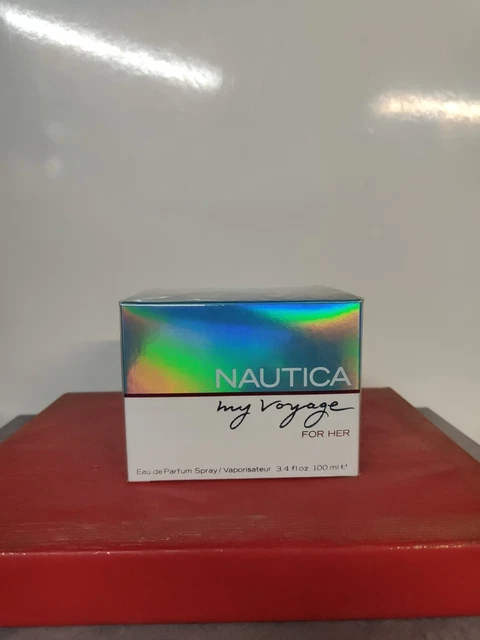 NAUTICA
my Voyage
FOR HER
Eau de Parfum Spray / Vaporisateur 3.4 fl oz 100 ml ℮